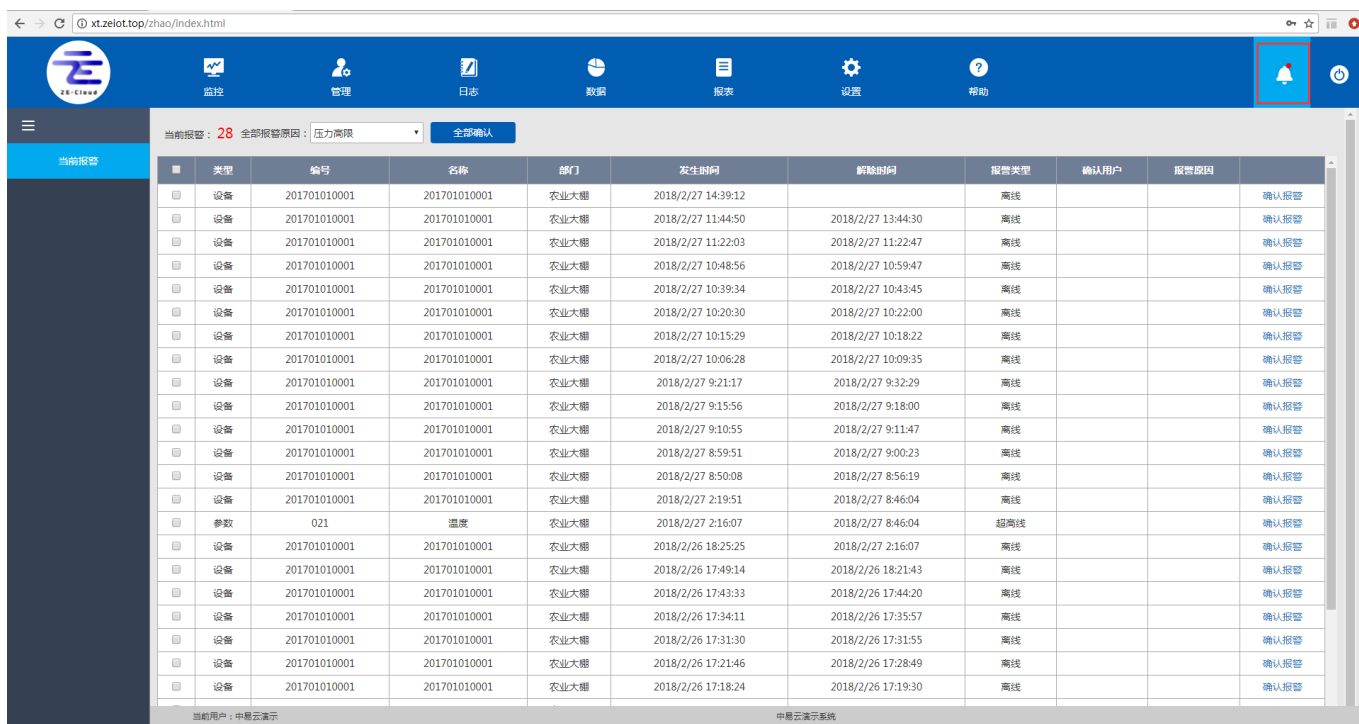 xt.zeiot.top/zhao/index.html
ZE-Cloud
监控 管理 日志 数据 报表 设置 帮助
当前报警
当前报警： 28 全部报警原因： 压力高限 全部确认
类型 编号 名称 部门 发生时间 解除时间 报警类型 确认用户 报警原因
设备 201701010001 201701010001 农业大棚 2018/2/27 14:39:12 离线 确认报警
设备 201701010001 201701010001 农业大棚 2018/2/27 11:44:50 2018/2/27 13:44:30 离线 确认报警
设备 201701010001 201701010001 农业大棚 2018/2/27 11:22:03 2018/2/27 11:22:47 离线 确认报警
设备 201701010001 201701010001 农业大棚 2018/2/27 10:48:56 2018/2/27 10:59:47 离线 确认报警
设备 201701010001 201701010001 农业大棚 2018/2/27 10:39:34 2018/2/27 10:43:45 离线 确认报警
设备 201701010001 201701010001 农业大棚 2018/2/27 10:20:30 2018/2/27 10:22:00 离线 确认报警
设备 201701010001 201701010001 农业大棚 2018/2/27 10:15:29 2018/2/27 10:18:22 离线 确认报警
设备 201701010001 201701010001 农业大棚 2018/2/27 10:06:28 2018/2/27 10:09:35 离线 确认报警
设备 201701010001 201701010001 农业大棚 2018/2/27 9:21:17 2018/2/27 9:32:29 离线 确认报警
设备 201701010001 201701010001 农业大棚 2018/2/27 9:15:56 2018/2/27 9:18:00 离线 确认报警
设备 201701010001 201701010001 农业大棚 2018/2/27 9:10:55 2018/2/27 9:11:47 离线 确认报警
设备 201701010001 201701010001 农业大棚 2018/2/27 8:59:51 2018/2/27 9:00:23 离线 确认报警
设备 201701010001 201701010001 农业大棚 2018/2/27 8:50:08 2018/2/27 8:56:19 离线 确认报警
设备 201701010001 201701010001 农业大棚 2018/2/27 2:19:51 2018/2/27 8:46:04 离线 确认报警
参数 021 温度 农业大棚 2018/2/27 2:16:07 2018/2/27 8:46:04 超高线 确认报警
设备 201701010001 201701010001 农业大棚 2018/2/26 18:25:25 2018/2/27 2:16:07 离线 确认报警
设备 201701010001 201701010001 农业大棚 2018/2/26 17:49:14 2018/2/26 18:21:43 离线 确认报警
设备 201701010001 201701010001 农业大棚 2018/2/26 17:43:33 2018/2/26 17:44:20 离线 确认报警
设备 201701010001 201701010001 农业大棚 2018/2/26 17:34:11 2018/2/26 17:35:57 离线 确认报警
设备 201701010001 201701010001 农业大棚 2018/2/26 17:31:30 2018/2/26 17:31:55 离线 确认报警
设备 201701010001 201701010001 农业大棚 2018/2/26 17:21:46 2018/2/26 17:28:49 离线 确认报警
设备 201701010001 201701010001 农业大棚 2018/2/26 17:18:24 2018/2/26 17:19:30 离线 确认报警
当前用户：中易云演示 中易云演示系统